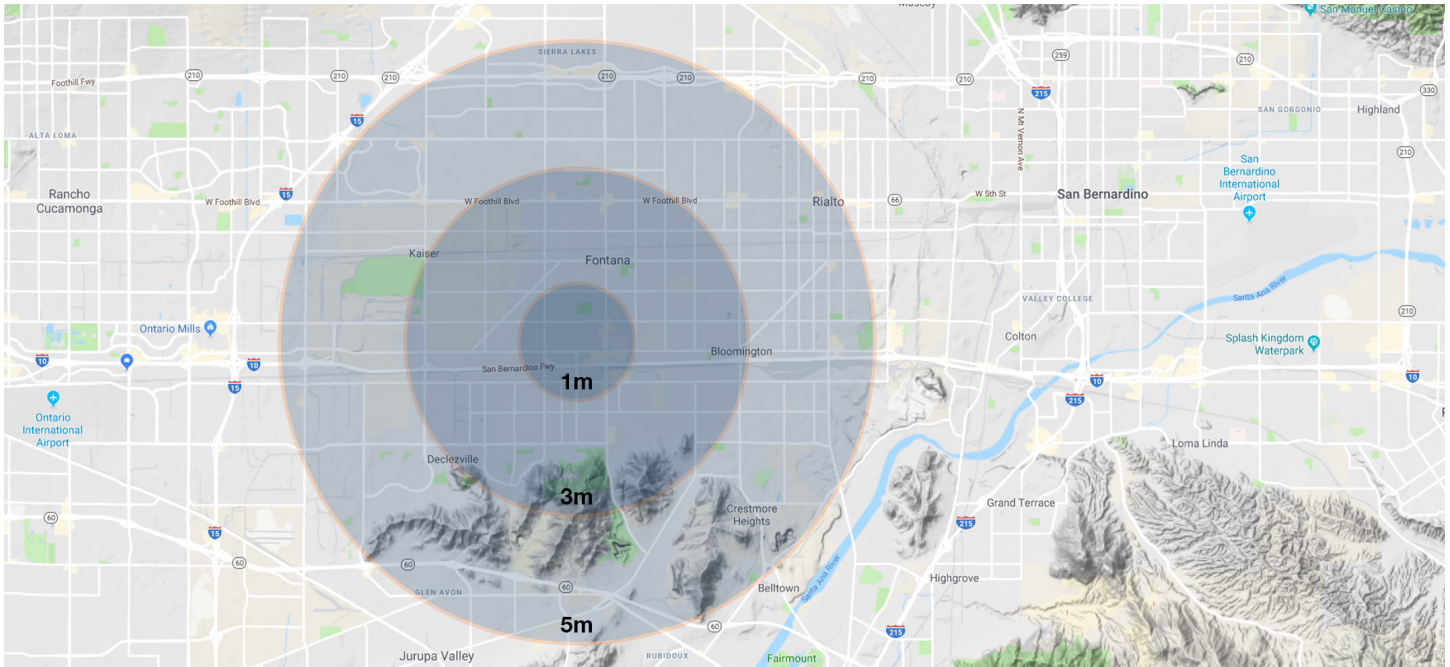 Muscoy
San Manuel Casino
SIERRA LAKES
259
210
210
210
210
210
210
210
210
Foothill Fwy
330
215
15
SAN GORGONIO
Highland
N Mt Vernon Ave
ALTA LOMA
210
San
Bernardino
International
Airport
Rancho
Cucamonga
15
W Foothill Blvd
W Foothill Blvd
W Foothill Blvd
Rialto
66
W 5th St
San Bernardino
Kaiser
Fontana
Santa Ana River
VALLEY COLLEGE
210
Ontario Mills
Colton
Splash Kingdom
Waterpark
Bloomington
10
10
San Bernardino Fwy
1m
15
10
10
215
Ontario
International
Airport
Loma Linda
Declezville
3m
Grand Terrace
Crestmore
Heights
60
15
215
60
60
Santa Ana River
Highgrove
GLEN AVON
Belltown
5m
60
215
Jurupa Valley
RUBIDOUX
Fairmount